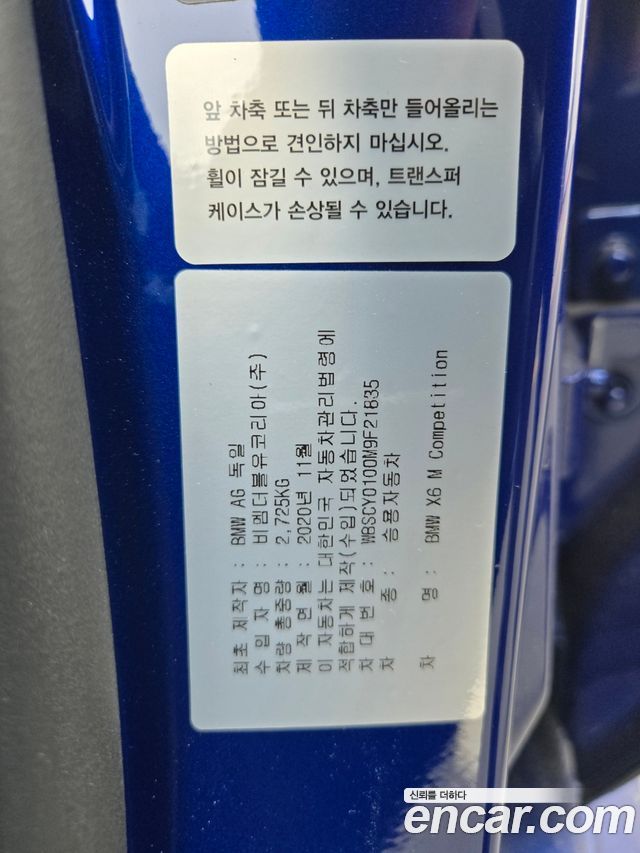 앞 차축 또는 뒤 차축만 들어올리는
방법으로 견인하지 마십시오.
휠이 잠길 수 있으며, 트랜스퍼
케이스가 손상될 수 있습니다.
최초 제작자 : BMW AG 독일
수 입 자 명 : 비엠더블유코리아(주)
차량 총중량 : 2,725KG
제 작 연 월 : 2020년 11월
이 자동차는 대한민국 자동차관리법령에
적합하게 제작(수입)되었습니다.
차 대 번 호 : WBSCY0100M9F21835
차 종 : 승용자동차
차 명 : BMW X6 M Competition
신뢰를 더하다
encar.com